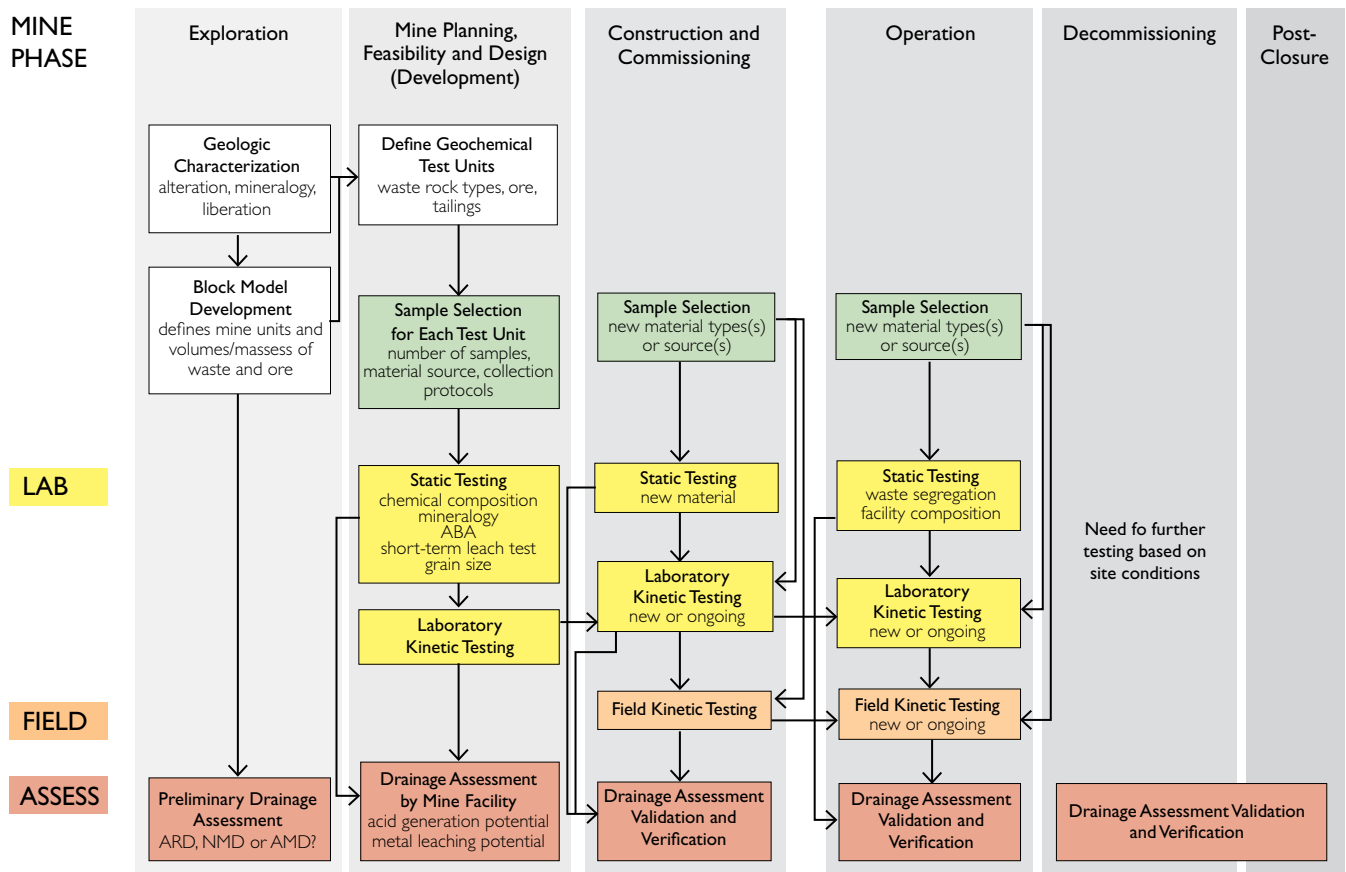 MINE
PHASE
Exploration
Mine Planning,
Feasibility and Design
(Development)
Construction and
Commissioning
Operation
Decommissioning
Post-
Closure
Geologic
Characterization
alteration, mineralogy,
liberation
Block Model
Development
defines mine units and
volumes/massess of
waste and ore
Define Geochemical
Test Units
waste rock types, ore,
tailings
Sample Selection
for Each Test Unit
number of samples,
material source, collection
protocols
Sample Selection
new material types(s)
or source(s)
Sample Selection
new material types(s)
or source(s)
LAB
Static Testing
chemical composition
mineralogy
ABA
short-term leach test
grain size
Laboratory
Kinetic Testing
Static Testing
new material
Laboratory
Kinetic Testing
new or ongoing
Static Testing
waste segregation
facility composition
Laboratory
Kinetic Testing
new or ongoing
Need fo further
testing based on
site conditions
FIELD
Field Kinetic Testing
Field Kinetic Testing
new or ongoing
ASSESS
Preliminary Drainage
Assessment
ARD, NMD or AMD?
Drainage Assessment
by Mine Facility
acid generation potential
metal leaching potential
Drainage Assessment
Validation and
Verification
Drainage Assessment
Validation and
Verification
Drainage Assessment Validation
and Verification